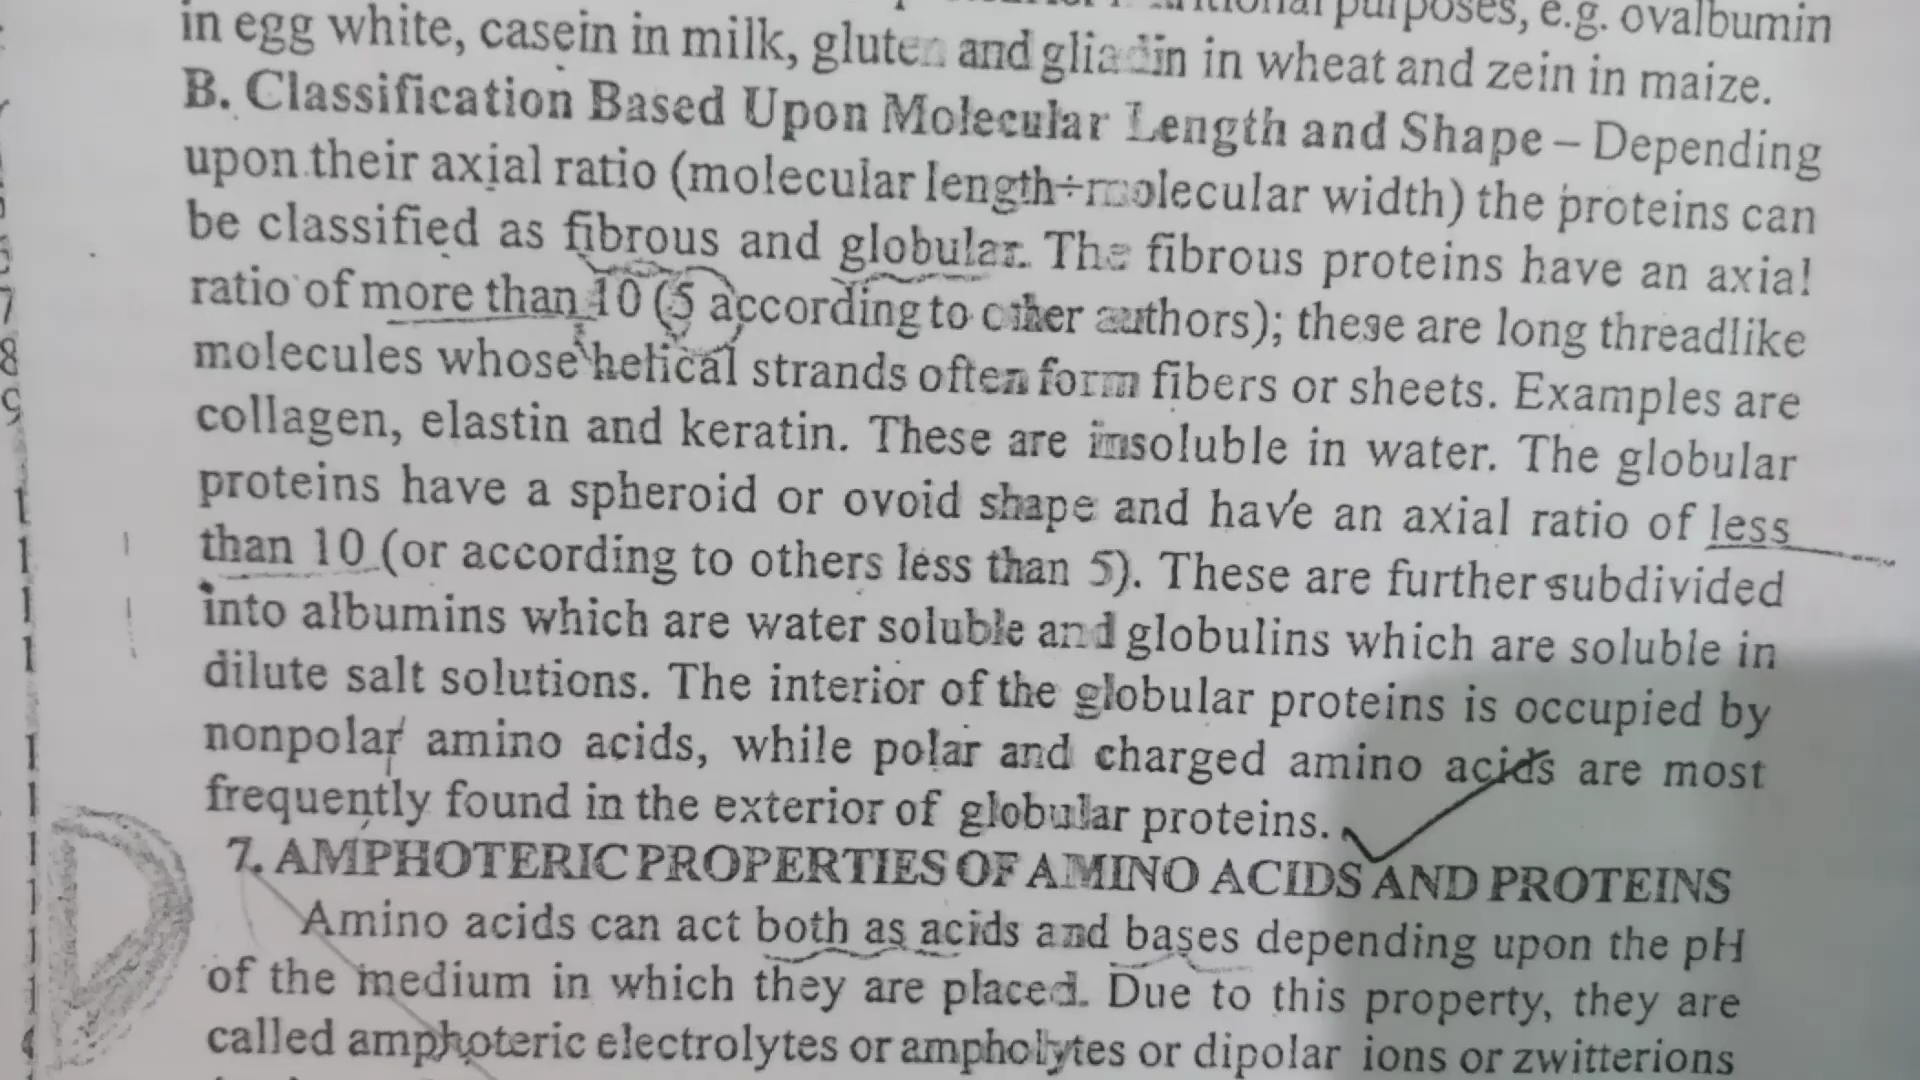 purposes, e.g. ovalbumin
in egg white, casein in milk, gluten and gliadin in wheat and zein in maize.
B. Classification Based Upon Molecular Length and Shape – Depending
upon their axial ratio (molecular length÷molecular width) the proteins can
be classified as fibrous and globular. The fibrous proteins have an axial
ratio of more than 10 (5 according to other authors); these are long threadlike
molecules whose helical strands often form fibers or sheets. Examples are
collagen, elastin and keratin. These are insoluble in water. The globular
proteins have a spheroid or ovoid shape and have an axial ratio of less
than 10 (or according to others less than 5). These are further subdivided
into albumins which are water soluble and globulins which are soluble in
dilute salt solutions. The interior of the globular proteins is occupied by
nonpolar amino acids, while polar and charged amino acids are most
frequently found in the exterior of globular proteins.
7. AMPHOTERIC PROPERTIES OF AMINO ACIDS AND PROTEINS
Amino acids can act both as acids and bases depending upon the pH
of the medium in which they are placed. Due to this property, they are
called amphoteric electrolytes or ampholytes or dipolar ions or zwitterions